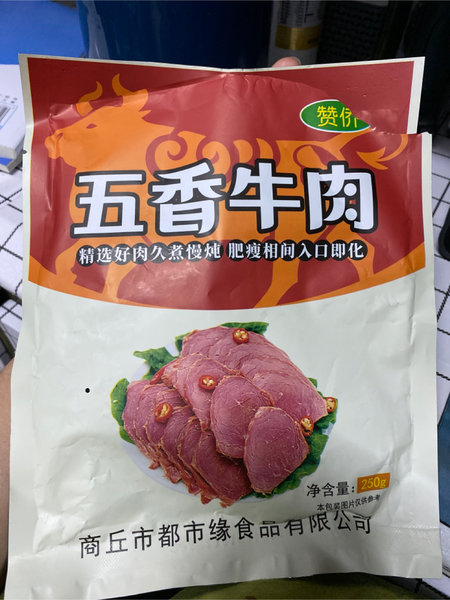 赞侨
五香牛肉
精选好肉久煮慢炖 肥瘦相间入口即化
净含量：250g
本包装图片仅供参考
商丘市都市缘食品有限公司